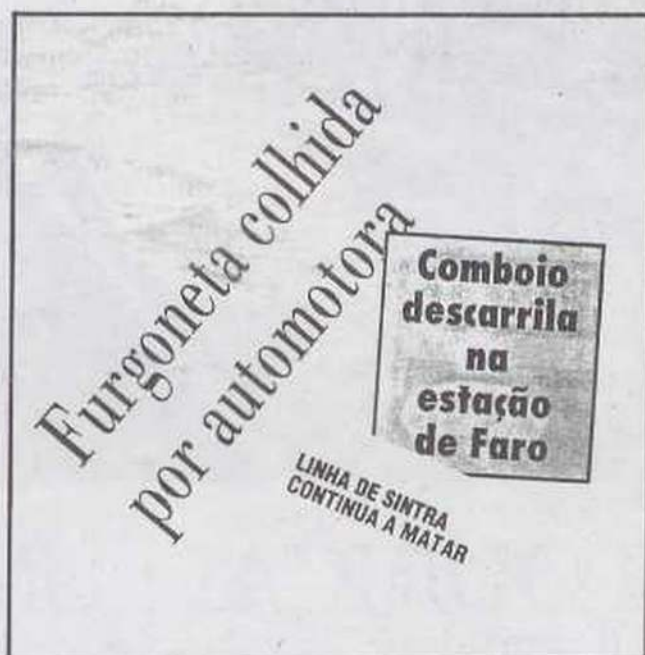 Furgoneta colhida
por automotora
Comboio
descarrila
na
estação
de Faro
LINHA DE SINTRA
CONTINUA A MATAR